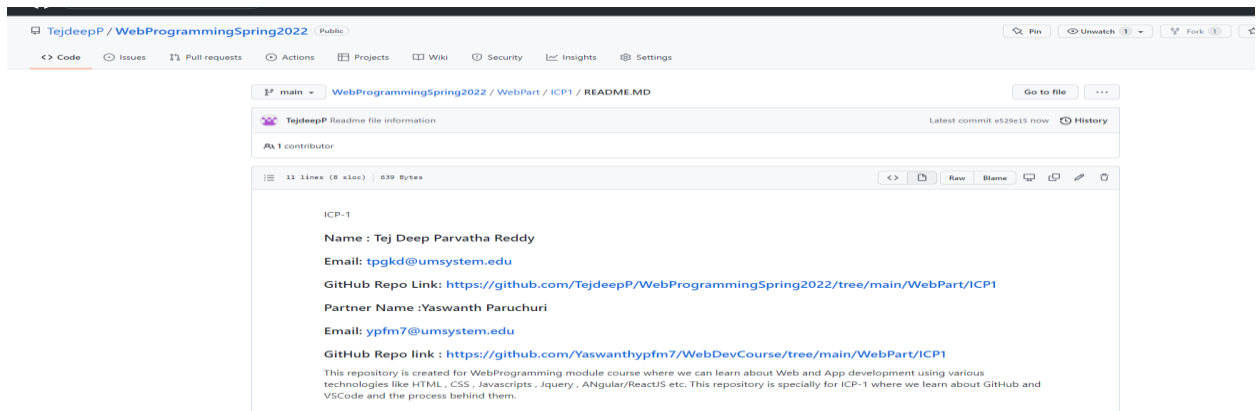 TejdeepP / WebProgrammingSpring2022 Public
Pin Unwatch 1 Fork 1
Code Issues Pull requests Actions Projects Wiki Security Insights Settings
main WebProgrammingSpring2022 / WebPart / ICP1 / README.MD Go to file ...
TejdeepP Readme file information Latest commit e529e15 now History
1 contributor
11 lines (8 sloc) 639 Bytes <> Raw Blame
ICP-1
Name : Tej Deep Parvatha Reddy
Email: tpgkd@umsystem.edu
GitHub Repo Link: https://github.com/TejdeepP/WebProgrammingSpring2022/tree/main/WebPart/ICP1
Partner Name :Yaswanth Paruchuri
Email: ypfm7@umsystem.edu
GitHub Repo link : https://github.com/Yaswanthypfm7/WebDevCourse/tree/main/WebPart/ICP1
This repository is created for WebProgramming module course where we can learn about Web and App development using various
technologies like HTML , CSS , Javascripts , Jquery , ANgular/ReactJS etc. This repository is specially for ICP-1 where we learn about GitHub and
VSCode and the process behind them.